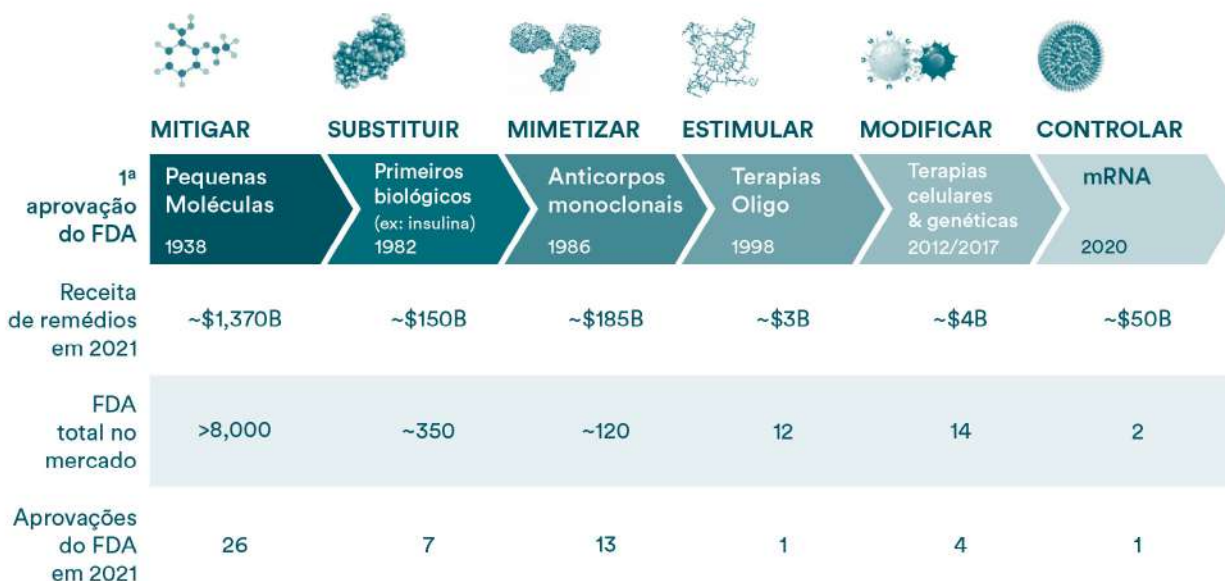 MITIGAR SUBSTITUIR MIMETIZAR ESTIMULAR MODIFICAR CONTROLAR
1ª
aprovação
do FDA
Pequenas
Moléculas
1938
Primeiros
biológicos
(ex: insulina)
1982
Anticorpos
monoclonais
1986
Terapias
Oligo
1998
Terapias
celulares
& genéticas
2012/2017
mRNA
2020
Receita
de remédios
em 2021
~$1,370B ~$150B ~$185B ~$3B ~$4B ~$50B
FDA
total no
mercado
>8,000 ~350 ~120 12 14 2
Aprovações
do FDA
em 2021
26 7 13 1 4 1